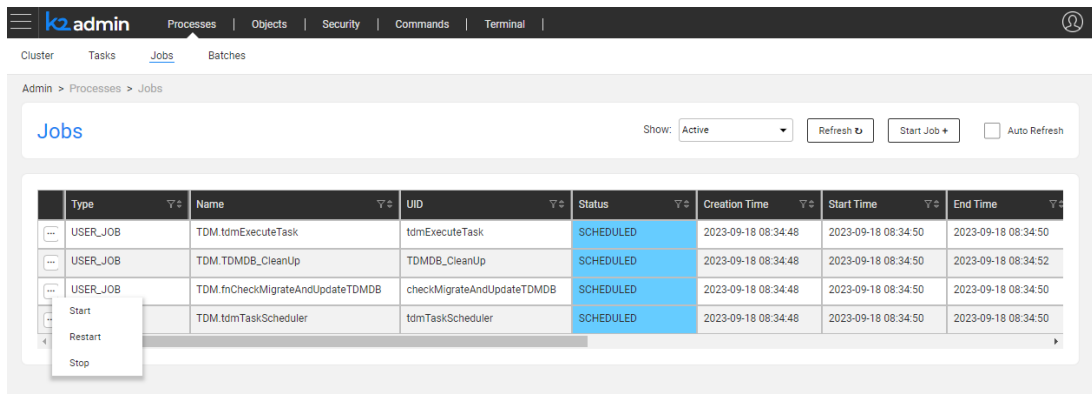 k2admin Processes | Objects | Security | Commands | Terminal |
Cluster Tasks Jobs Batches
Admin > Processes > Jobs
Jobs Show: Active Refresh Start Job + Auto Refresh
Type Name UID Status Creation Time Start Time End Time
... USER_JOB TDM.tdmExecuteTask tdmExecuteTask SCHEDULED 2023-09-18 08:34:48 2023-09-18 08:34:50 2023-09-18 08:34:50
... USER_JOB TDM.TDMDB_CleanUp TDMDB_CleanUp SCHEDULED 2023-09-18 08:34:48 2023-09-18 08:34:50 2023-09-18 08:34:52
... USER_JOB TDM.fnCheckMigrateAndUpdateTDMDB checkMigrateAndUpdateTDMDB SCHEDULED 2023-09-18 08:34:48 2023-09-18 08:34:50 2023-09-18 08:34:50
TDM.tdmTaskScheduler tdmTaskScheduler SCHEDULED 2023-09-18 08:34:48 2023-09-18 08:34:50 2023-09-18 08:34:50
Start
Restart
Stop